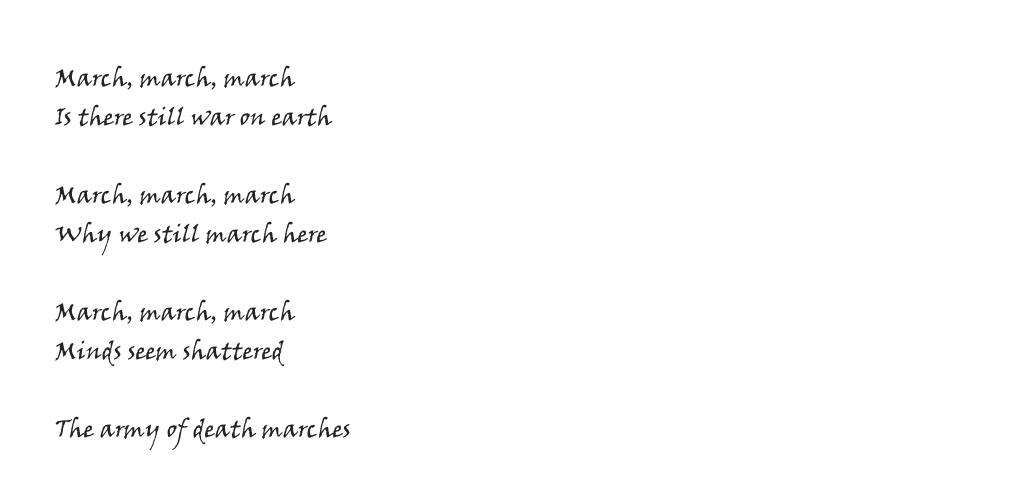 March, march, march
Is there still war on earth
March, march, march
Why we still march here
March, march, march
Minds seem shattered
The army of death marches